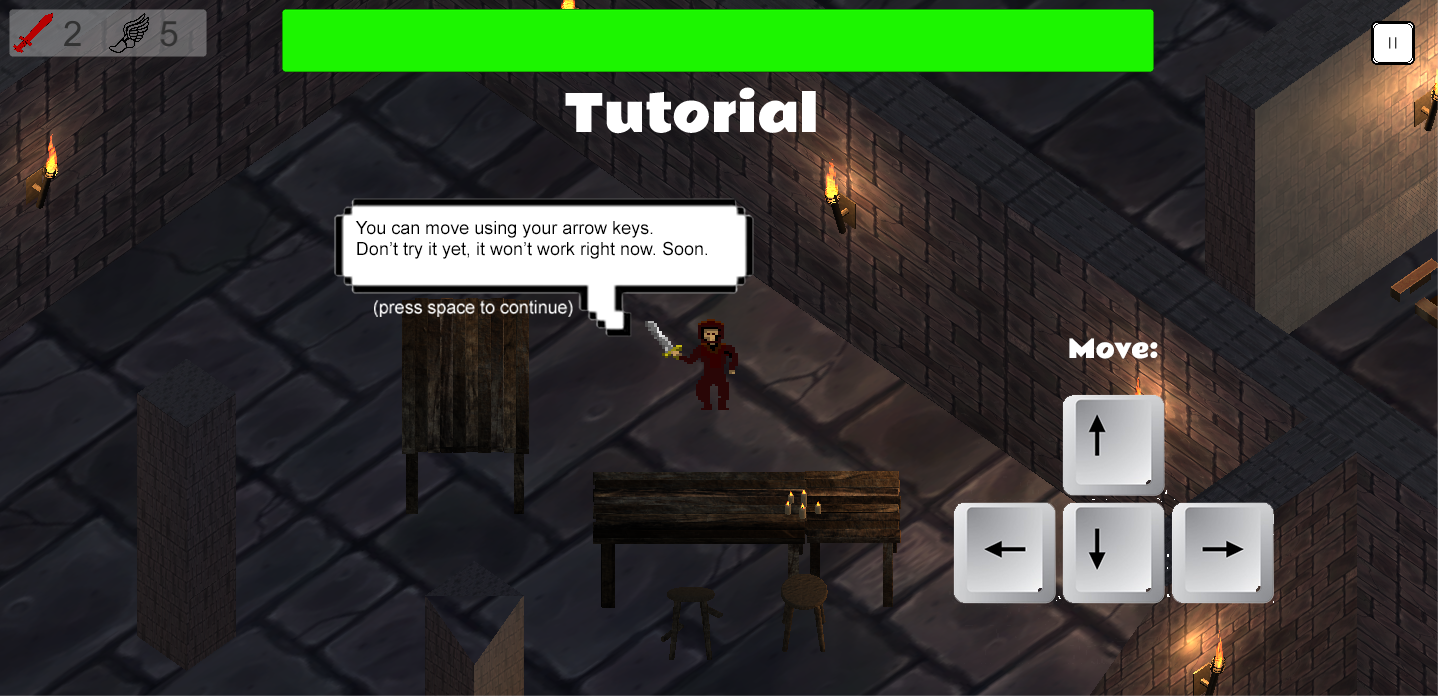 2 5
Tutorial
You can move using your arrow keys.
Don't try it yet, it won't work right now. Soon.
(press space to continue)
Move: